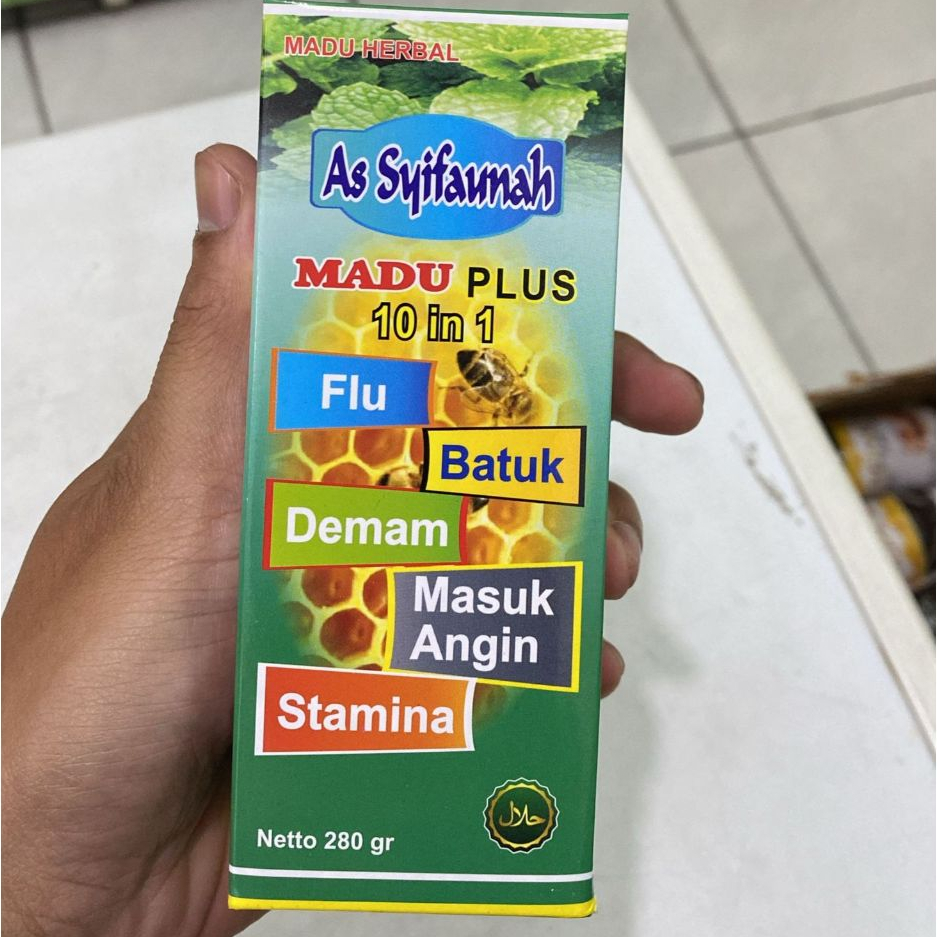 MADU HERBAL
As Syifaunah
MADU PLUS
10 in 1
Flu
Batuk
Demam
Masuk
Angin
Stamina
حلال
Netto 280 gr